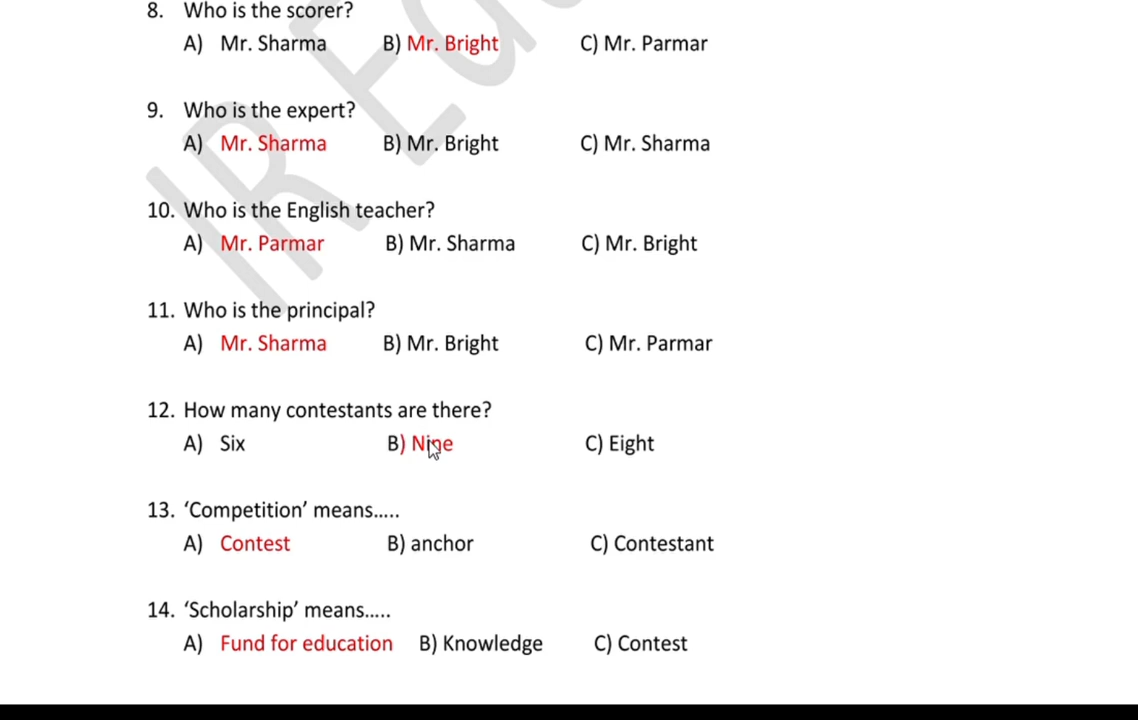 8. Who is the scorer?
A) Mr. Sharma B) Mr. Bright C) Mr. Parmar
9. Who is the expert?
A) Mr. Sharma B) Mr. Bright C) Mr. Sharma
10. Who is the English teacher?
A) Mr. Parmar B) Mr. Sharma C) Mr. Bright
11. Who is the principal?
A) Mr. Sharma B) Mr. Bright C) Mr. Parmar
12. How many contestants are there?
A) Six B) Nine C) Eight
13. ‘Competition’ means.....
A) Contest B) anchor C) Contestant
14. ‘Scholarship’ means.....
A) Fund for education B) Knowledge C) Contest